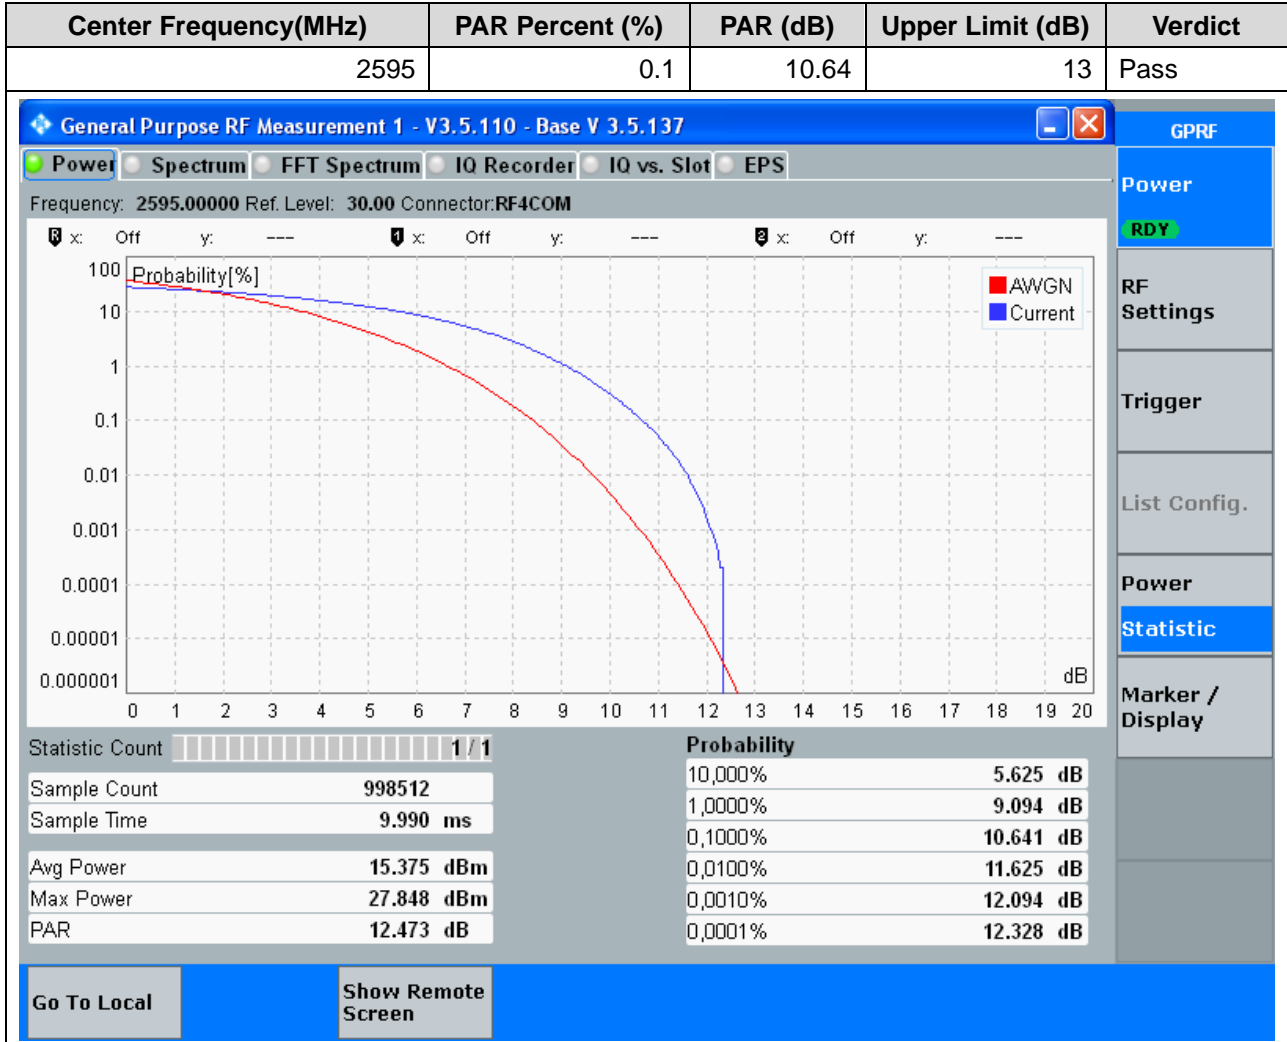 Center Frequency(MHz) PAR Percent (%) PAR (dB) Upper Limit (dB) Verdict
2595 0.1 10.64 13 Pass
General Purpose RF Measurement 1 - V3.5.110 - Base V 3.5.137
GPRF
Power Spectrum FFT Spectrum IQ Recorder IQ vs. Slot EPS
Power
RDY
Frequency: 2595.00000 Ref. Level: 30.00 Connector:RF4COM
R x: Off y: --- 1 x: Off y: --- 2 x: Off y: ---
Probability[%]
AWGN
Current
100
10
1
0.1
0.01
0.001
0.0001
0.00001
0.000001
dB
0 1 2 3 4 5 6 7 8 9 10 11 12 13 14 15 16 17 18 19 20
RF
Settings
Trigger
List Config.
Power
Statistic
Marker /
Display
Statistic Count 1 / 1
Sample Count 998512
Sample Time 9.990 ms
Avg Power 15.375 dBm
Max Power 27.848 dBm
PAR 12.473 dB
Probability
10,000% 5.625 dB
1,0000% 9.094 dB
0,1000% 10.641 dB
0,0100% 11.625 dB
0,0010% 12.094 dB
0,0001% 12.328 dB
Go To Local
Show Remote
Screen